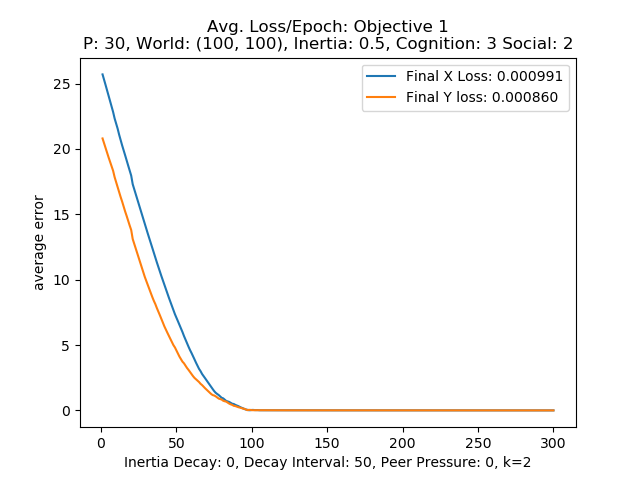 Avg. Loss/Epoch: Objective 1
P: 30, World: (100, 100), Inertia: 0.5, Cognition: 3 Social: 2
Final X Loss: 0.000991
Final Y loss: 0.000860
average error
25
20
15
10
5
0
0 50 100 150 200 250 300
Inertia Decay: 0, Decay Interval: 50, Peer Pressure: 0, k=2